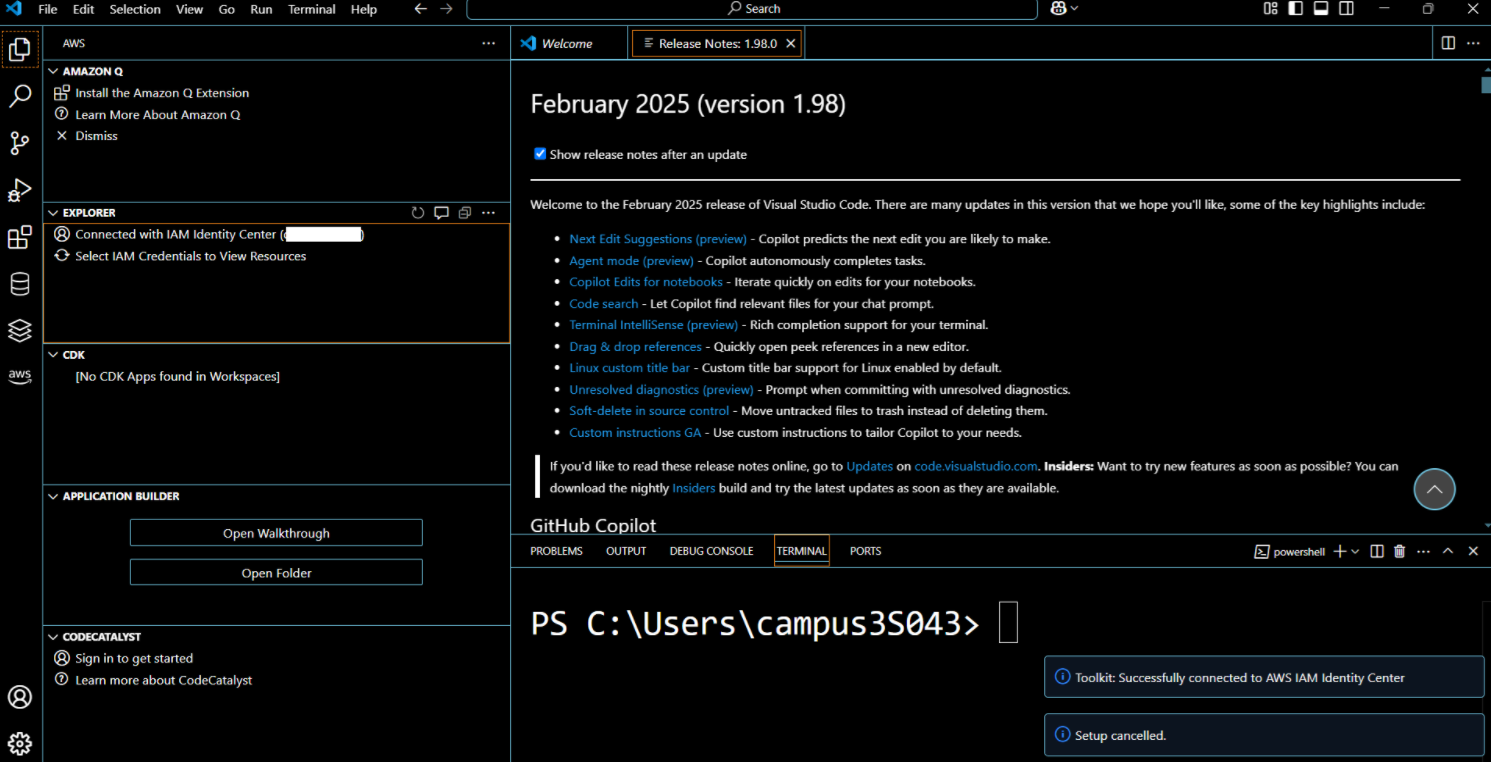 File Edit Selection View Go Run Terminal Help
Search
AWS
AMAZON Q
Install the Amazon Q Extension
Learn More About Amazon Q
Dismiss
EXPLORER
Connected with IAM Identity Center ( )
Select IAM Credentials to View Resources
CDK
[No CDK Apps found in Workspaces]
APPLICATION BUILDER
Open Walkthrough
Open Folder
CODECATALYST
Sign in to get started
Learn more about CodeCatalyst
aws
Welcome
Release Notes: 1.98.0
February 2025 (version 1.98)
Show release notes after an update
Welcome to the February 2025 release of Visual Studio Code. There are many updates in this version that we hope you'll like, some of the key highlights include:
• Next Edit Suggestions (preview) - Copilot predicts the next edit you are likely to make.
• Agent mode (preview) - Copilot autonomously completes tasks.
• Copilot Edits for notebooks - Iterate quickly on edits for your notebooks.
• Code search - Let Copilot find relevant files for your chat prompt.
• Terminal IntelliSense (preview) - Rich completion support for your terminal.
• Drag & drop references - Quickly open peek references in a new editor.
• Linux custom title bar - Custom title bar support for Linux enabled by default.
• Unresolved diagnostics (preview) - Prompt when committing with unresolved diagnostics.
• Soft-delete in source control - Move untracked files to trash instead of deleting them.
• Custom instructions GA - Use custom instructions to tailor Copilot to your needs.
If you'd like to read these release notes online, go to Updates on code.visualstudio.com. Insiders: Want to try new features as soon as possible? You can
download the nightly Insiders build and try the latest updates as soon as they are available.
GitHub Copilot
PROBLEMS OUTPUT DEBUG CONSOLE TERMINAL PORTS
powershell
PS C:\Users\campus3S043>
Toolkit: Successfully connected to AWS IAM Identity Center
Setup cancelled.